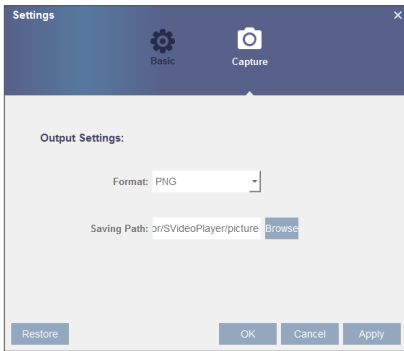 Settings
Basic
Capture
Output Settings:
Format: PNG
Saving Path: or/SVideoPlayer/picture Browse
Restore OK Cancel Apply